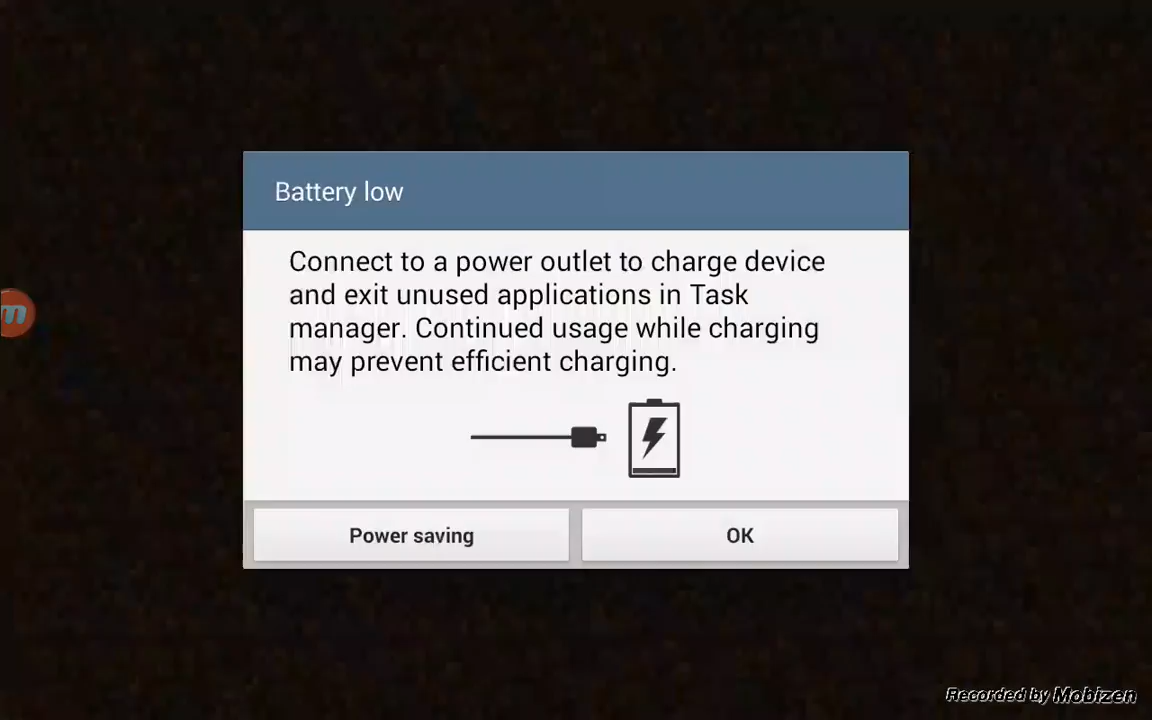 Battery low
Connect to a power outlet to charge device
and exit unused applications in Task
manager. Continued usage while charging
may prevent efficient charging.
Power saving
OK
m
Recorded by Mobizen